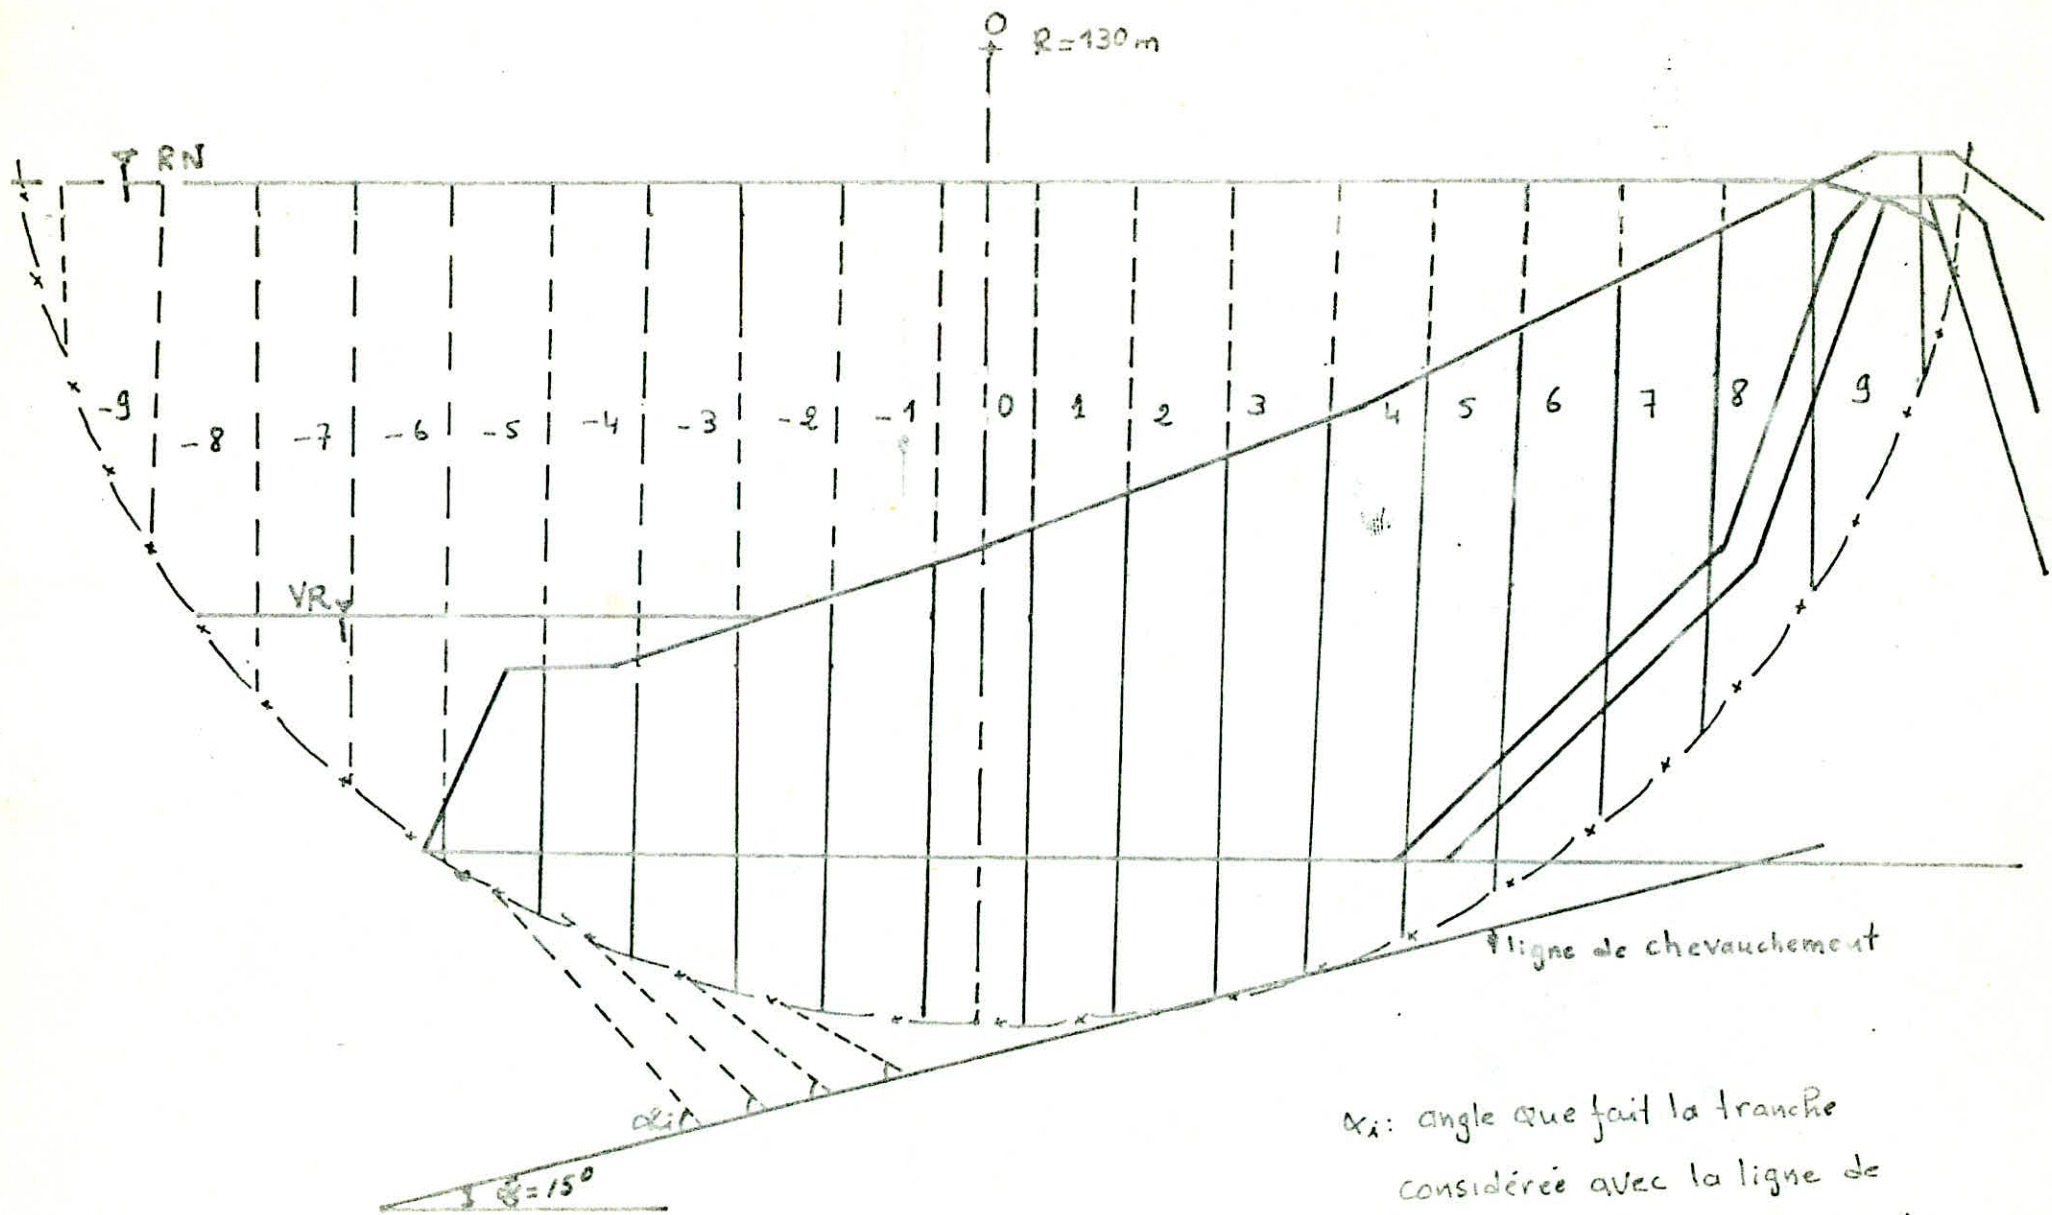 O
R=130m
RN
-9 -8 -7 -6 -5 -4 -3 -2 -1 0 1 2 3 4 5 6 7 8 9
VR
ligne de chevauchement
αi
=15°
αi: angle que fait la tranche
considérée avec la ligne de